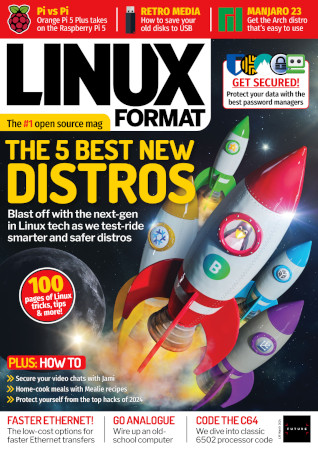 Pi vs Pi
Orange Pi 5 Plus takes
on the Raspberry Pi 5
RETRO MEDIA
How to save your
old disks to USB
MANJARO 23
Get the Arch distro
that's easy to use
LINUX
FORMAT
The #1 open source mag
GET SECURED!
Protect your data with the
best password managers
THE 5 BEST NEW
DISTROS
Blast off with the next-gen
in Linux tech as we test-ride
smarter and safer distros
B
100
pages of Linux
tricks, tips
& more!
PLUS: HOW TO
Secure your video chats with Jami
Home-cook meals with Mealie recipes
Protect yourself from the top hacks of 2024
FASTER ETHERNET!
The low-cost options for
faster Ethernet transfers
GO ANALOGUE
Wire up an old-
school computer
CODE THE C64
We dive into classic
6502 processor code
FUTURE